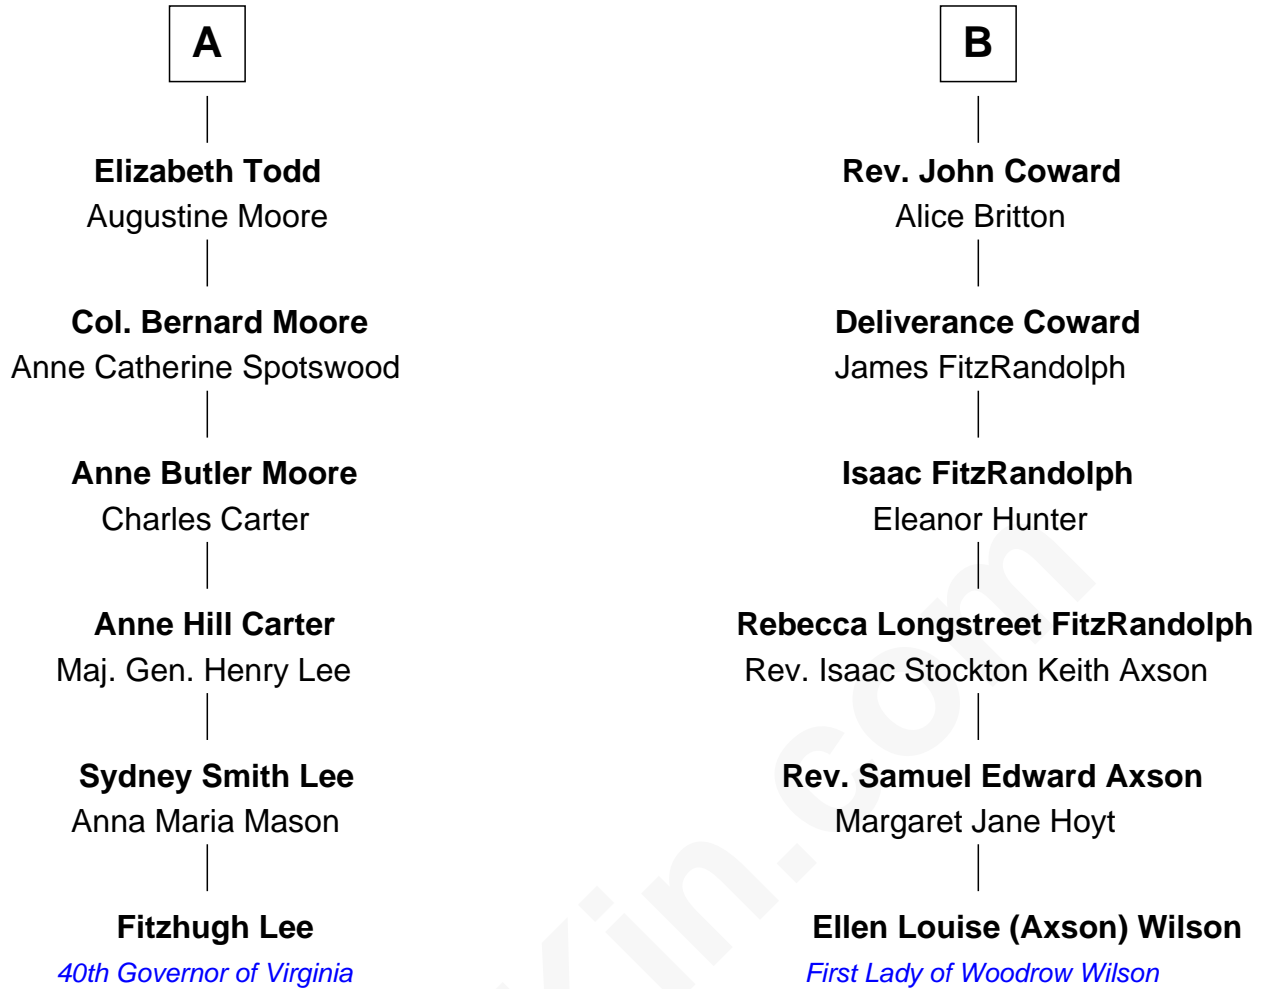 A
Elizabeth Todd
Augustine Moore
Col. Bernard Moore
Anne Catherine Spotswood
Anne Butler Moore
Charles Carter
Anne Hill Carter
Maj. Gen. Henry Lee
Sydney Smith Lee
Anna Maria Mason
Fitzhugh Lee
40th Governor of Virginia
B
Rev. John Coward
Alice Britton
Deliverance Coward
James FitzRandolph
Isaac FitzRandolph
Eleanor Hunter
Rebecca Longstreet FitzRandolph
Rev. Isaac Stockton Keith Axson
Rev. Samuel Edward Axson
Margaret Jane Hoyt
Ellen Louise (Axson) Wilson
First Lady of Woodrow Wilson
Kin.com